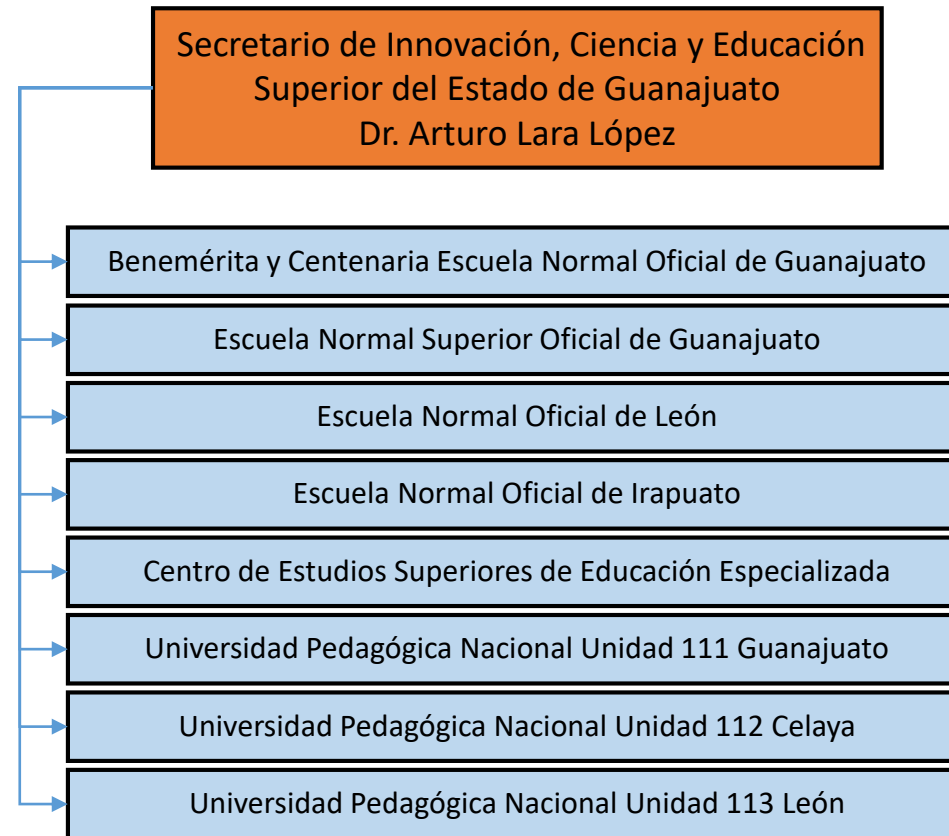 Secretario de Innovación, Ciencia y Educación
Superior del Estado de Guanajuato
Dr. Arturo Lara López
Benemérita y Centenaria Escuela Normal Oficial de Guanajuato
Escuela Normal Superior Oficial de Guanajuato
Escuela Normal Oficial de León
Escuela Normal Oficial de Irapuato
Centro de Estudios Superiores de Educación Especializada
Universidad Pedagógica Nacional Unidad 111 Guanajuato
Universidad Pedagógica Nacional Unidad 112 Celaya
Universidad Pedagógica Nacional Unidad 113 León